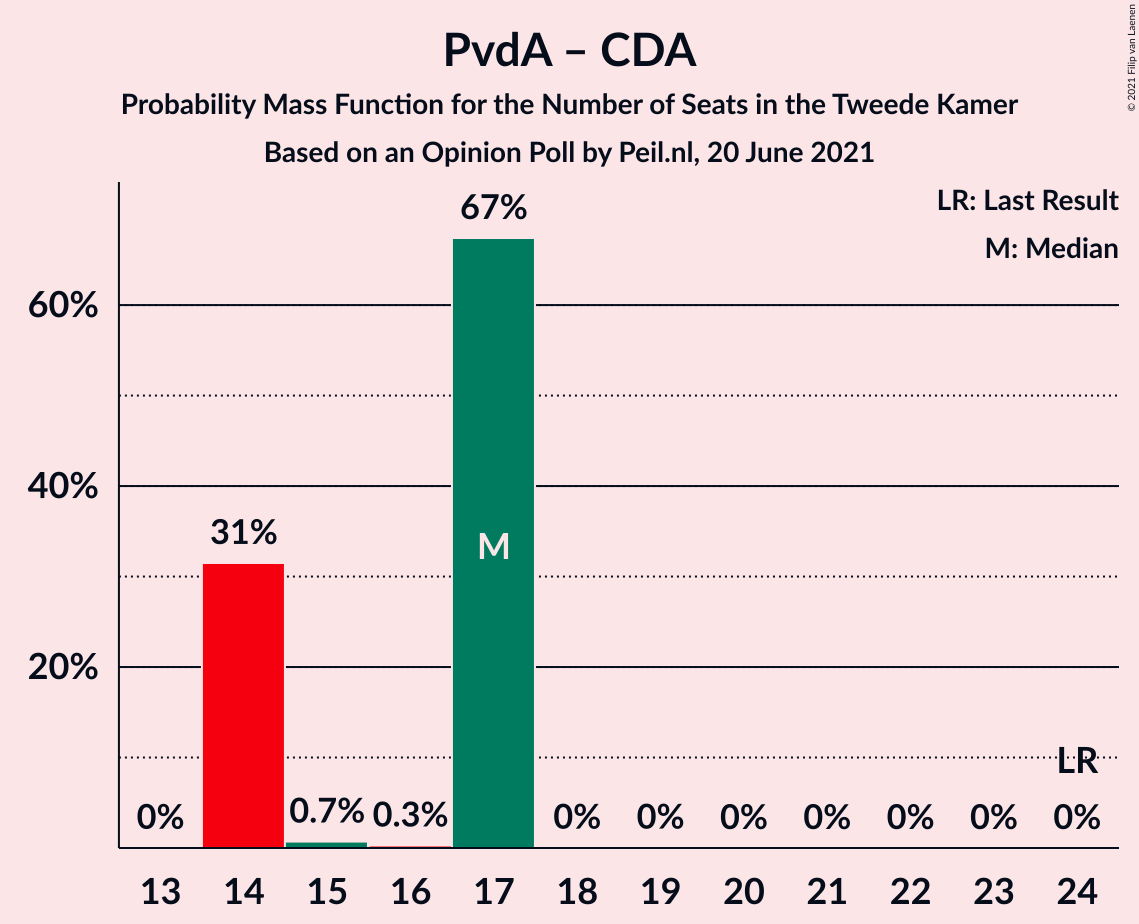 PvdA – CDA
Probability Mass Function for the Number of Seats in the Tweede Kamer
Based on an Opinion Poll by Peil.nl, 20 June 2021
© 2021 Filip van Laenen
LR: Last Result
M: Median
67%
60%
40%
31%
M
20%
LR
0%
0.7%
0.3%
0%
0%
0%
0%
0%
0%
0%
13 14 15 16 17 18 19 20 21 22 23 24